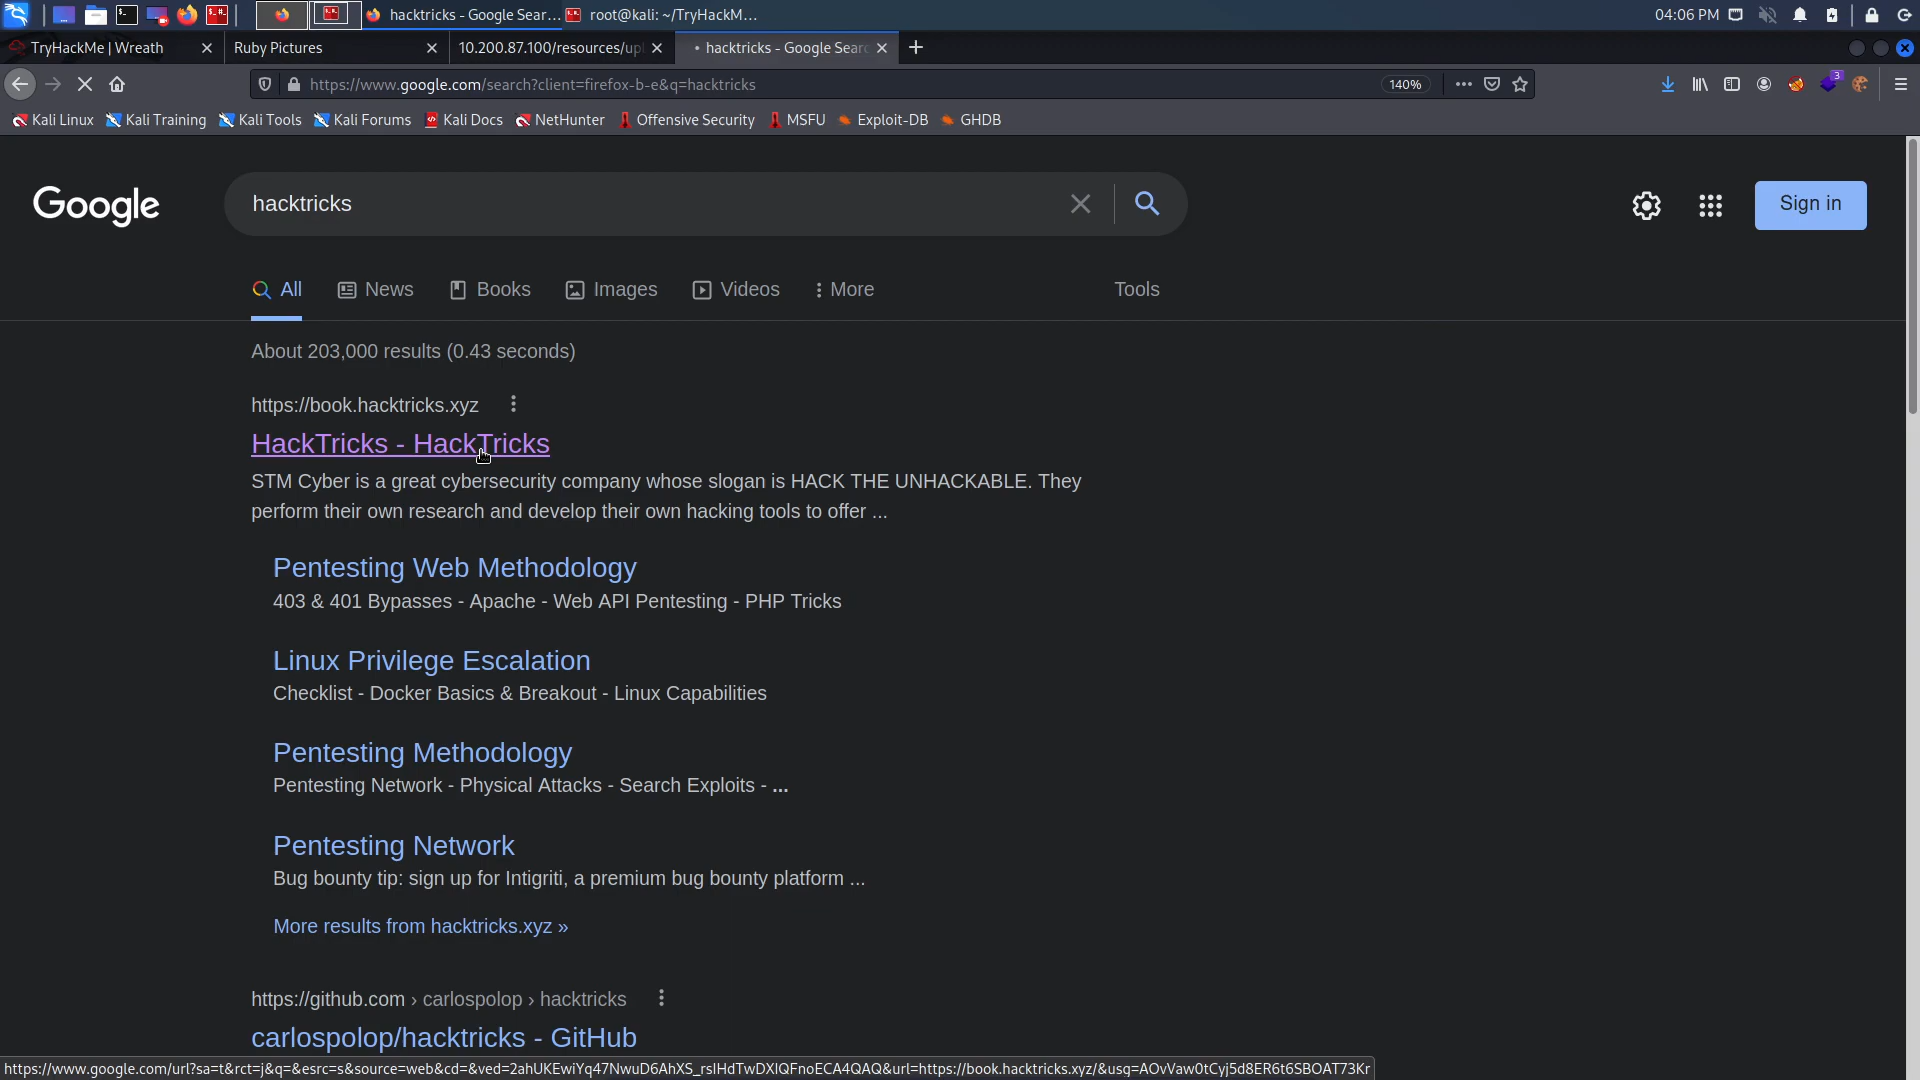 hacktricks - Google Sear...
root@kali: ~/TryHackM...
04:06 PM
TryHackMe | Wreath
Ruby Pictures
10.200.87.100/resources/upl
hacktricks - Google Sear
https://www.google.com/search?client=firefox-b-e&q=hacktricks
140%
3
Kali Linux
Kali Training
Kali Tools
Kali Forums
Kali Docs
NetHunter
Offensive Security
MSFU
Exploit-DB
GHDB
Google
hacktricks
Sign in
All
News
Books
Images
Videos
More
Tools
About 203,000 results (0.43 seconds)
https://book.hacktricks.xyz
HackTricks - HackTricks
STM Cyber is a great cybersecurity company whose slogan is HACK THE UNHACKABLE. They
perform their own research and develop their own hacking tools to offer ...
Pentesting Web Methodology
403 & 401 Bypasses - Apache - Web API Pentesting - PHP Tricks
Linux Privilege Escalation
Checklist - Docker Basics & Breakout - Linux Capabilities
Pentesting Methodology
Pentesting Network - Physical Attacks - Search Exploits - ...
Pentesting Network
Bug bounty tip: sign up for Intigriti, a premium bug bounty platform ...
More results from hacktricks.xyz »
https://github.com › carlospolop › hacktricks
carlospolop/hacktricks - GitHub
https://www.google.com/url?sa=t&rct=j&q=&esrc=s&source=web&cd=&ved=2ahUKEwiYq47NwuD6AhXS_rsIHdTwDXIQFnoECA4QAQ&url=https://book.hacktricks.xyz/&usg=AOvVaw0tCyj5d8ER6t6SBOAT73Kr